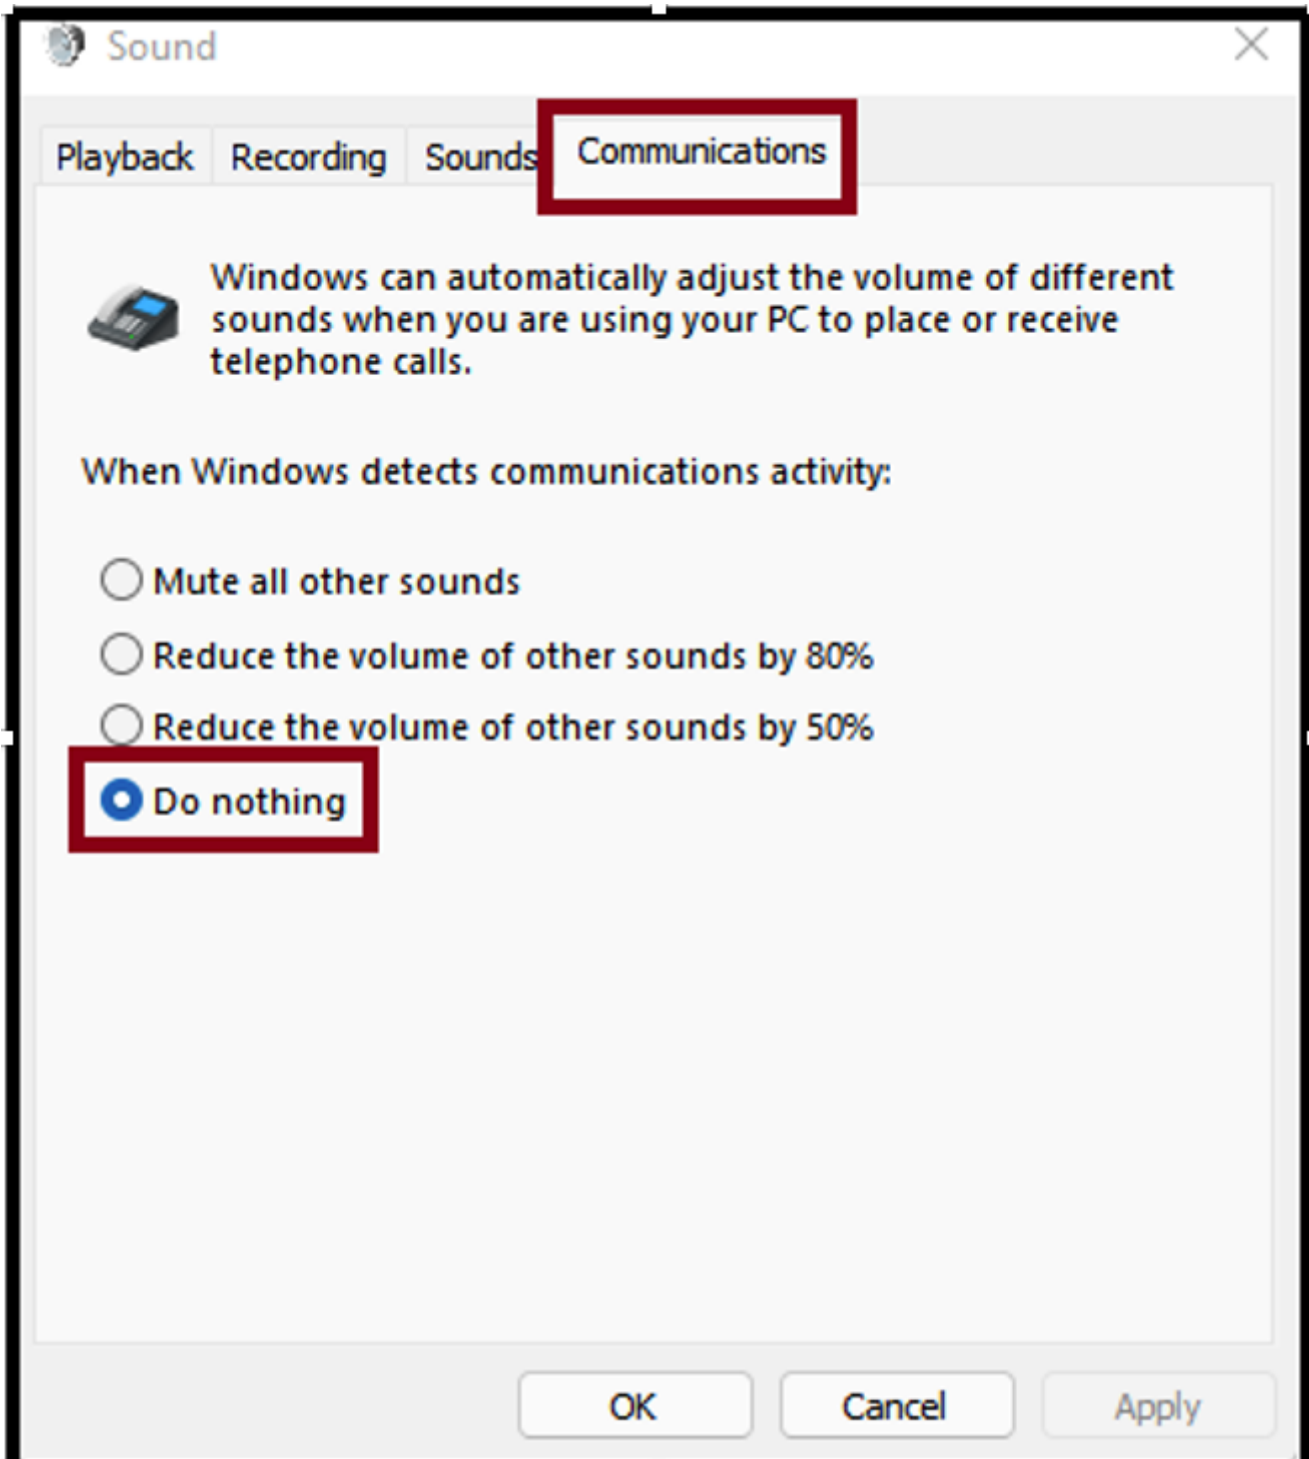 Sound
Playback Recording Sounds Communications
Windows can automatically adjust the volume of different
sounds when you are using your PC to place or receive
telephone calls.
When Windows detects communications activity:
Mute all other sounds
Reduce the volume of other sounds by 80%
Reduce the volume of other sounds by 50%
Do nothing
OK Cancel Apply